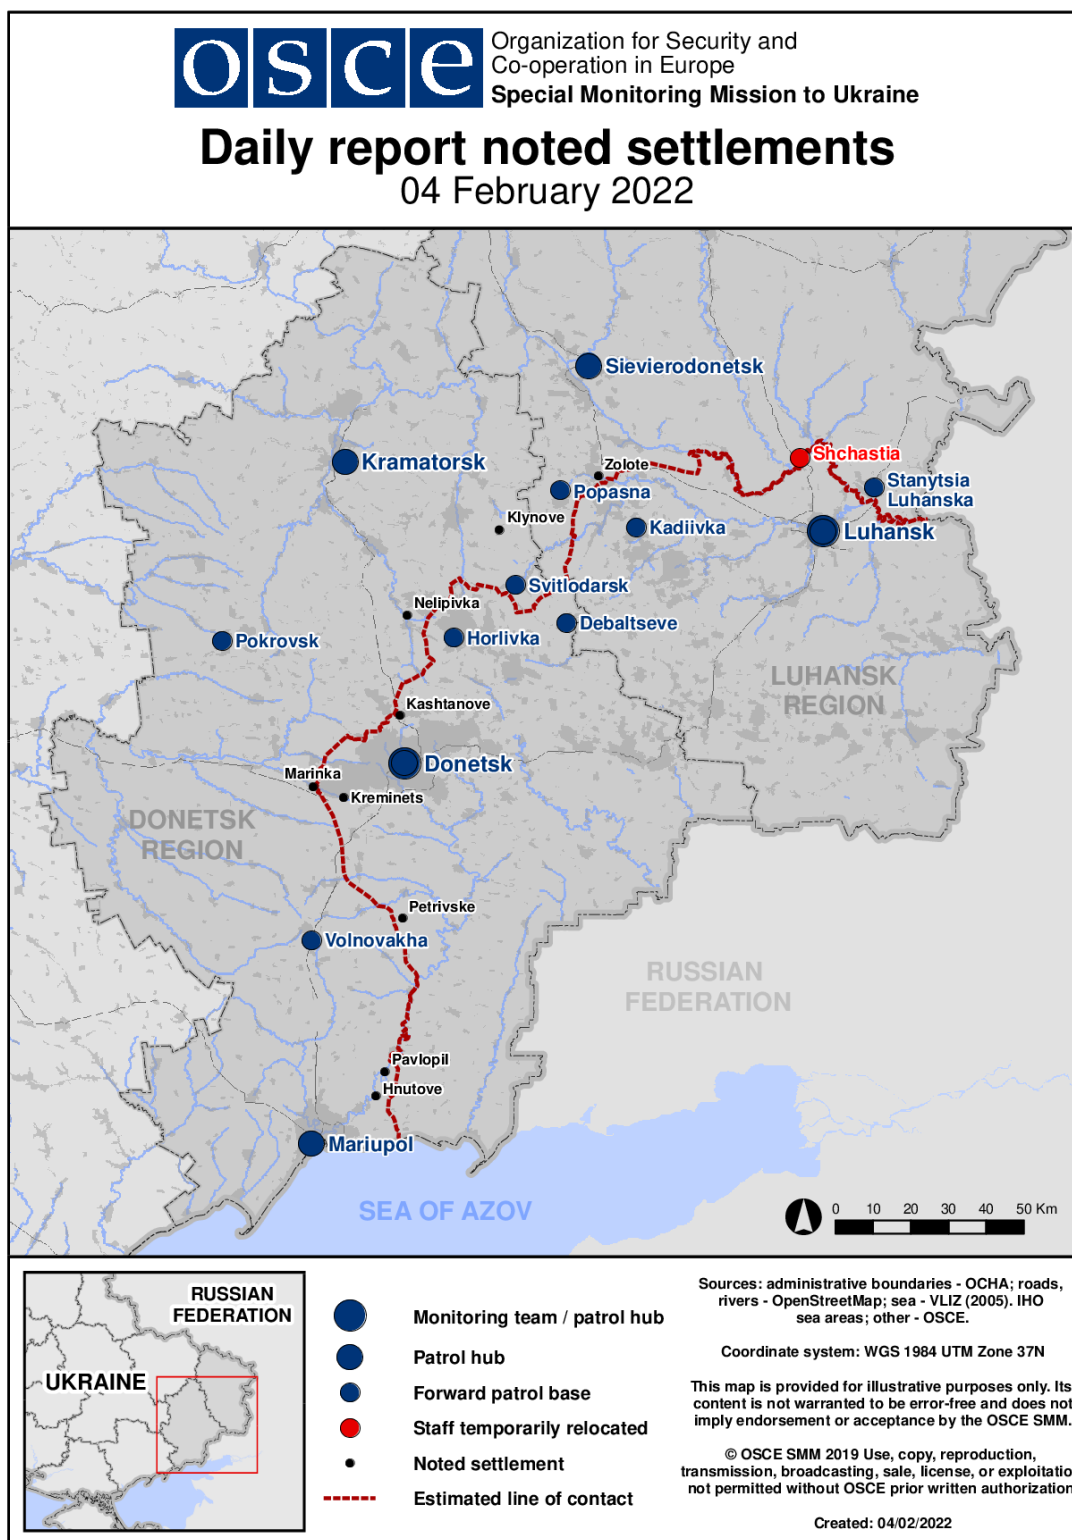 osce
Organization for Security and
Co-operation in Europe
Special Monitoring Mission to Ukraine
Daily report noted settlements
04 February 2022
Sievierodonetsk
Shchastia
Kramatorsk
Zolote
Stanytsia
Luhanska
Popasna
Klynove
Kadiivka
Luhansk
Svitlodarsk
Nelipivka
Debaltseve
Pokrovsk
Horlivka
LUHANSK
REGION
Kashtanove
Donetsk
Marinka
Kreminets
DONETSK
REGION
Petrivske
Volnovakha
RUSSIAN
FEDERATION
Pavlopil
Hnutove
Mariupol
SEA OF AZOV
0 10 20 30 40 50 Km
RUSSIAN
FEDERATION
UKRAINE
Monitoring team / patrol hub
Patrol hub
Forward patrol base
Staff temporarily relocated
Noted settlement
Estimated line of contact
Sources: administrative boundaries - OCHA; roads,
rivers - OpenStreetMap; sea - VLIZ (2005). IHO
sea areas; other - OSCE.
Coordinate system: WGS 1984 UTM Zone 37N
This map is provided for illustrative purposes only. Its
content is not warranted to be error-free and does not
imply endorsement or acceptance by the OSCE SMM.
© OSCE SMM 2019 Use, copy, reproduction,
transmission, broadcasting, sale, license, or exploitatio
not permitted without OSCE prior written authorization
Created: 04/02/2022